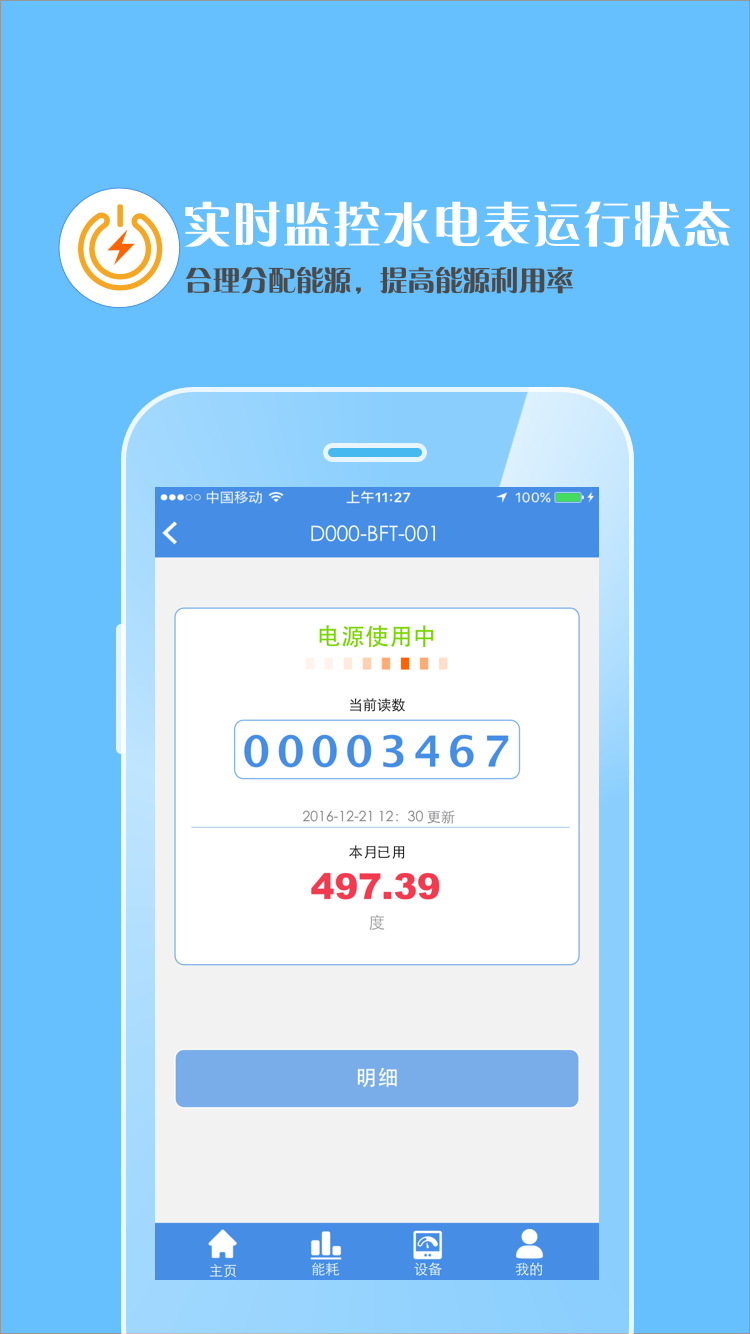 实时监控水电表运行状态
合理分配能源，提高能源利用率
中国移动 上午11:27 100%
D000-BFT-001
电源使用中
当前读数
00003467
2016-12-21 12：30 更新
本月已用
497.39
度
明细
主页 能耗 设备 我的